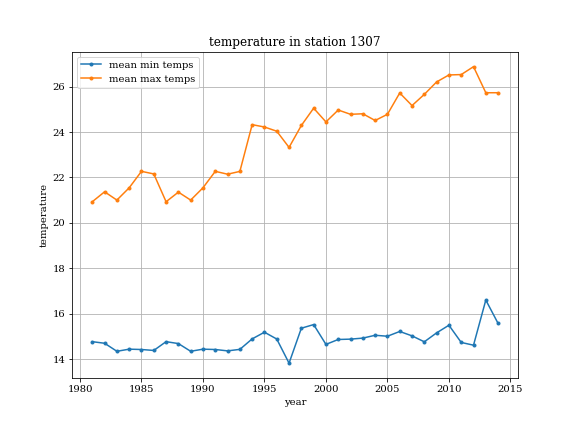 temperature in station 1307
mean min temps
mean max temps
temperature
26
24
22
20
18
16
14
1980 1985 1990 1995 2000 2005 2010 2015
year